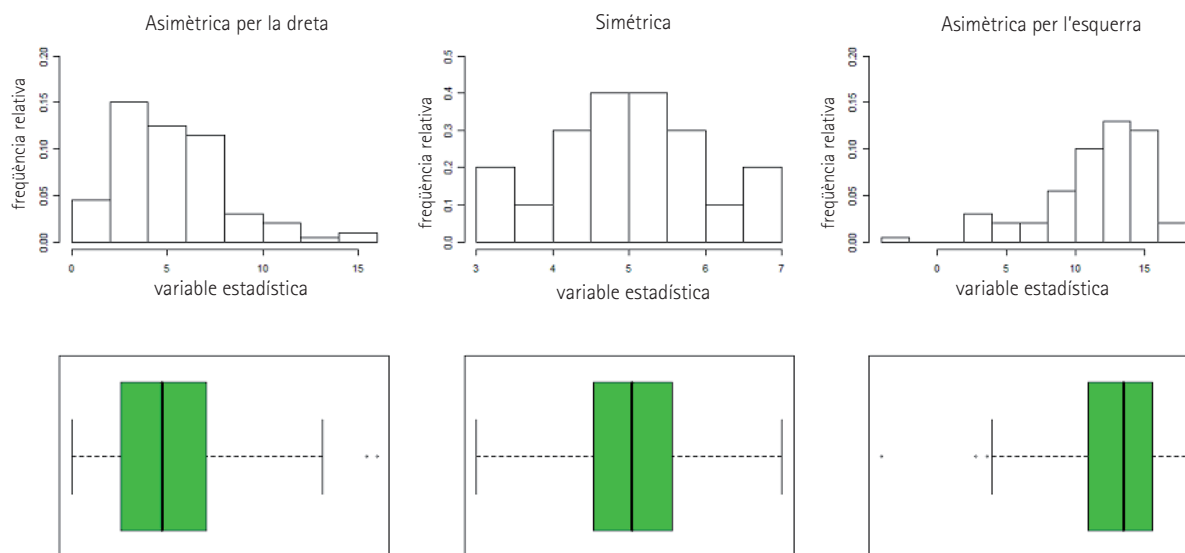 Asimètrica per la dreta
freqüència relativa
0.20
0.15
0.10
0.05
0.00
0 5 10 15
variable estadística
Simétrica
freqüència relativa
0.5
0.4
0.3
0.2
0.1
0.0
3 4 5 6 7
variable estadística
Asimètrica per l'esquerra
freqüència relativa
0.20
0.15
0.10
0.05
0.00
0 5 10 15
variable estadística